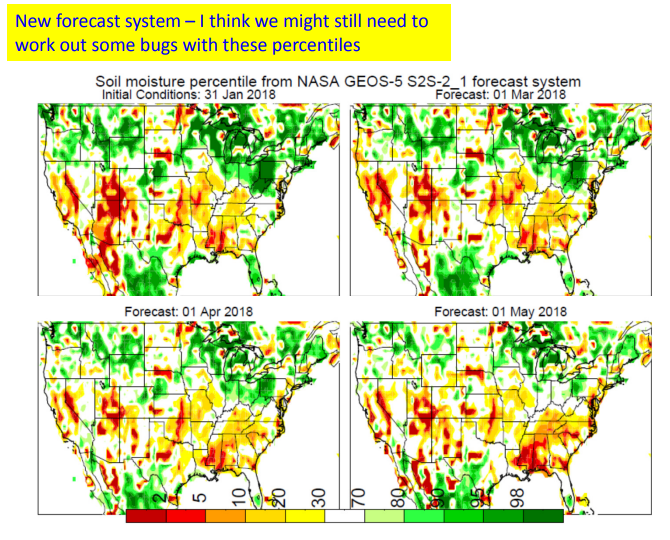 New forecast system – I think we might still need to
work out some bugs with these percentiles
Soil moisture percentile from NASA GEOS-5 S2S-2_1 forecast system
Initial Conditions: 31 Jan 2018
Forecast: 01 Mar 2018
Forecast: 01 Apr 2018
Forecast: 01 May 2018
2 5 10 20 30 70 80 90 95 98